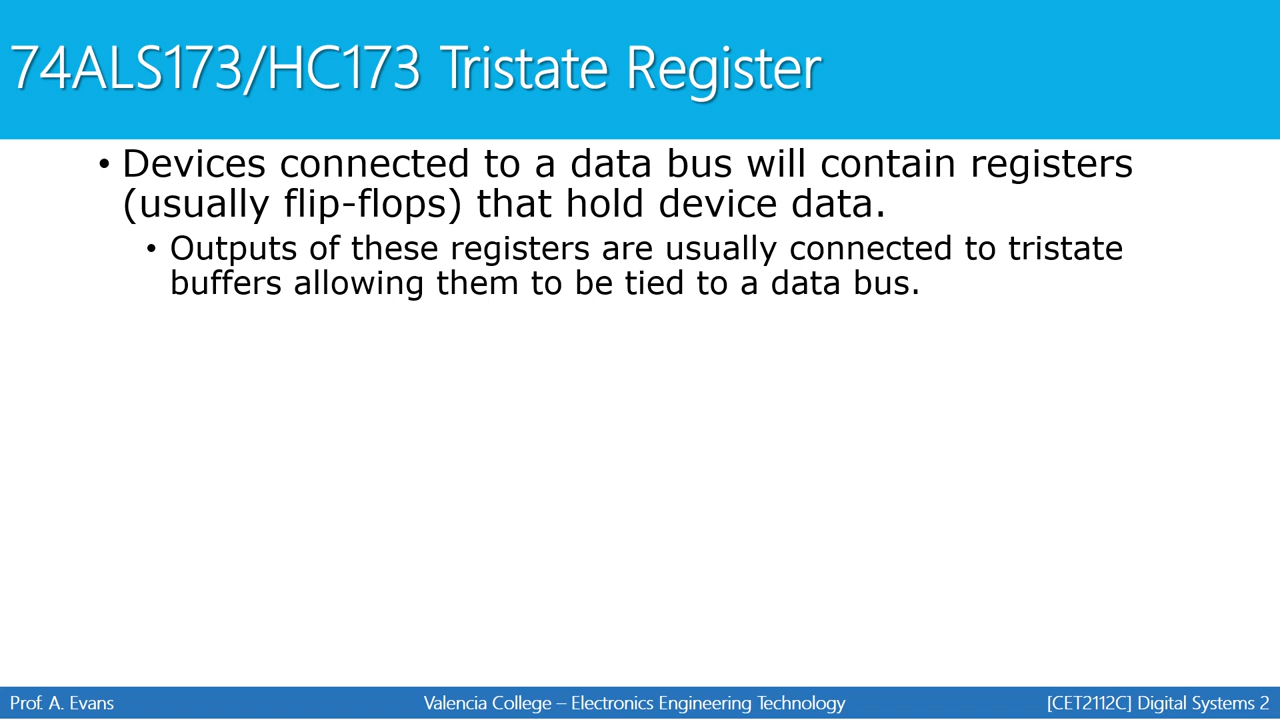 74ALS173/HC173 Tristate Register
• Devices connected to a data bus will contain registers
(usually flip-flops) that hold device data.
• Outputs of these registers are usually connected to tristate
buffers allowing them to be tied to a data bus.
Prof. A. Evans
Valencia College – Electronics Engineering Technology
[CET2112C] Digital Systems 2